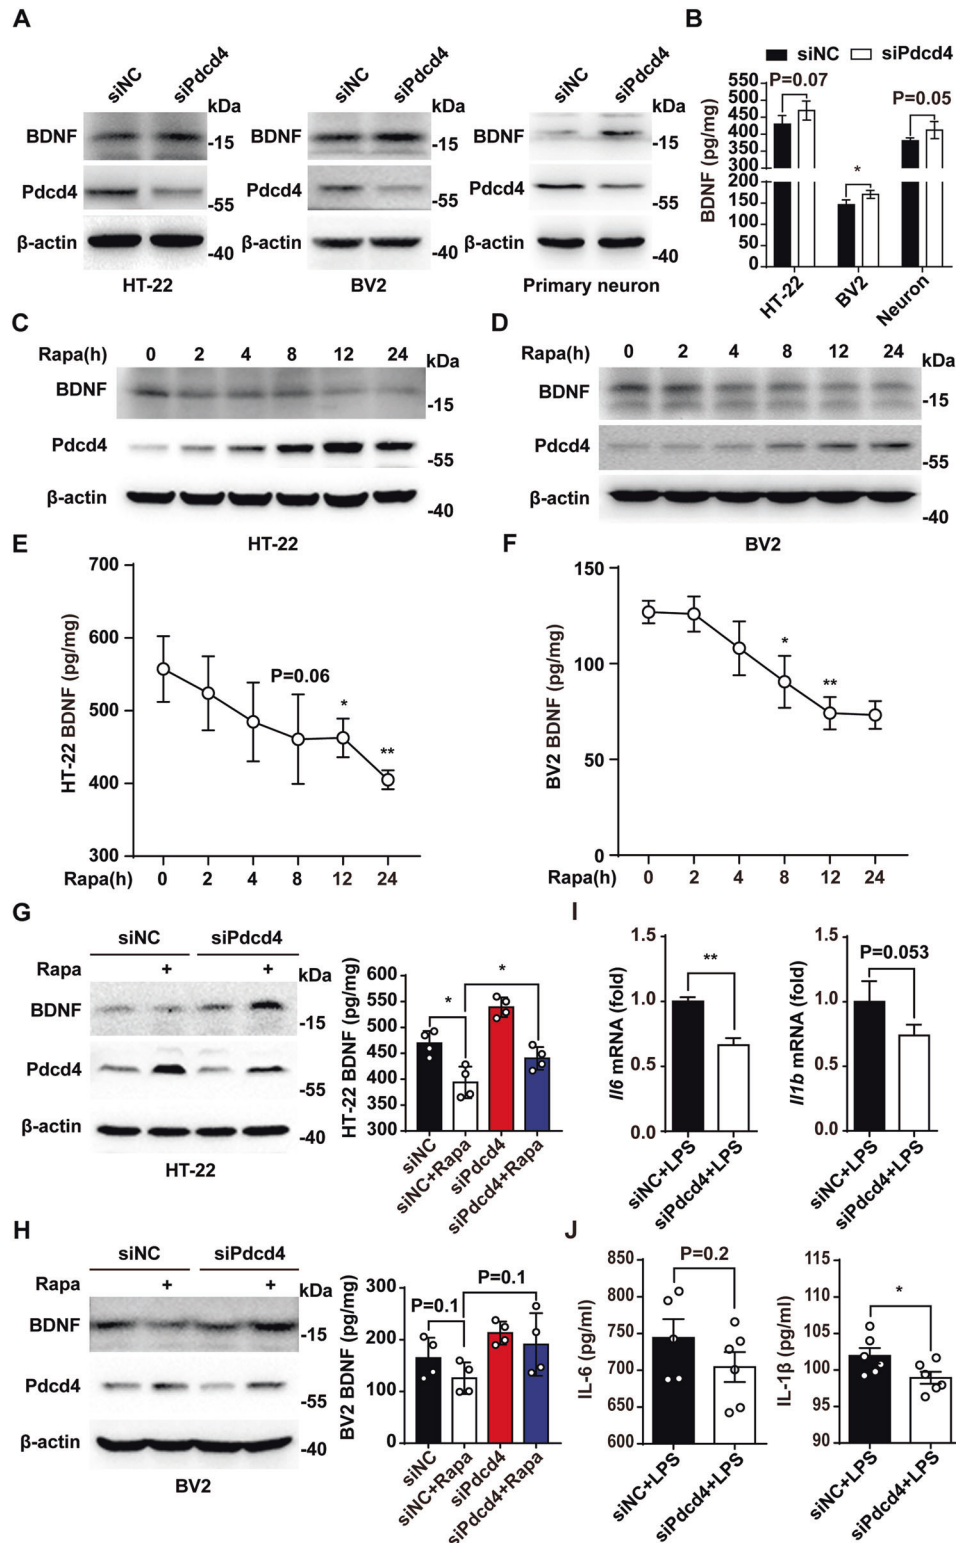 A
siNC siPdcd4 kDa
BDNF -15
Pdcd4 -55
β-actin -40
HT-22
siNC siPdcd4 kDa
BDNF -15
Pdcd4 -55
β-actin -40
BV2
siNC siPdcd4 kDa
BDNF -15
Pdcd4 -55
β-actin -40
Primary neuron
B
siNC siPdcd4
BDNF (pg/mg)
550
500
450
400
350
300
200
150
100
50
0
P=0.07
*
P=0.05
HT-22 BV2 Neuron
C
Rapa(h) 0 2 4 8 12 24 kDa
BDNF -15
Pdcd4 -55
β-actin -40
HT-22
D
Rapa(h) 0 2 4 8 12 24 kDa
BDNF -15
Pdcd4 -55
β-actin -40
BV2
E
HT-22 BDNF (pg/mg)
700
600
500
400
300
P=0.06
*
**
Rapa(h) 0 2 4 8 12 24
F
BV2 BDNF (pg/mg)
150
100
50
0
*
**
Rapa(h) 0 2 4 8 12 24
G
siNC siPdcd4
Rapa + + kDa
BDNF -15
Pdcd4 -55
β-actin -40
HT-22
HT-22 BDNF (pg/mg)
600
550
500
450
400
350
300
*
*
siNC siNC+Rapa siPdcd4 siPdcd4+Rapa
H
siNC siPdcd4
Rapa + + kDa
BDNF -15
Pdcd4 -55
β-actin -40
BV2
BV2 BDNF (pg/mg)
300
200
100
0
P=0.1
P=0.1
siNC siNC+Rapa siPdcd4 siPdcd4+Rapa
I
Il6 mRNA (fold)
1.5
1.0
0.5
0.0
**
siNC+LPS siPdcd4+LPS
Il1b mRNA (fold)
1.5
1.0
0.5
0.0
P=0.053
siNC+LPS siPdcd4+LPS
J
IL-6 (pg/ml)
850
800
750
700
650
600
P=0.2
siNC+LPS siPdcd4+LPS
IL-1β (pg/ml)
115
110
105
100
95
90
*
siNC+LPS siPdcd4+LPS